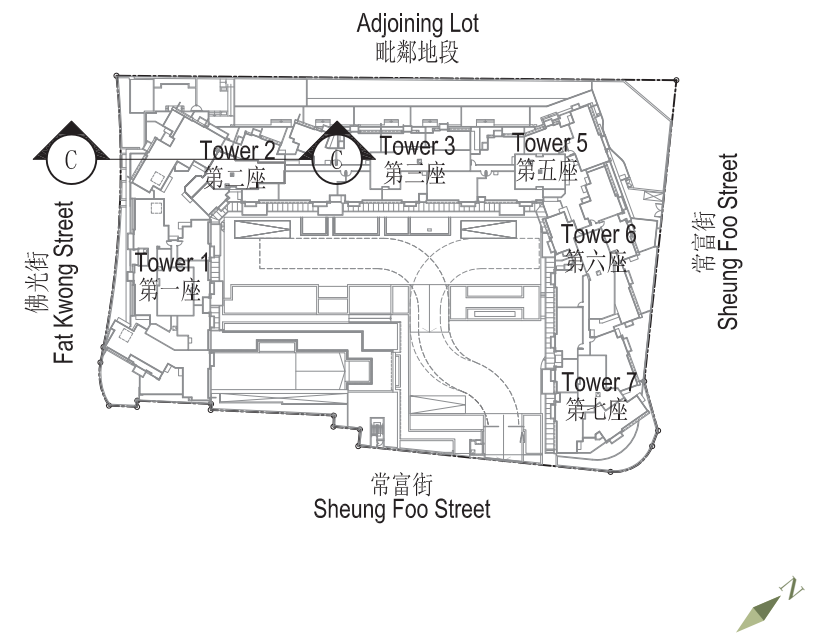 Adjoining Lot
毗鄰地段
C
Tower 2
第二座
C
Tower 3
第三座
Tower 5
第五座
佛光街
Fat Kwong Street
Tower 1
第一座
Tower 6
第六座
常富街
Sheung Foo Street
Tower 7
第七座
常富街
Sheung Foo Street
N